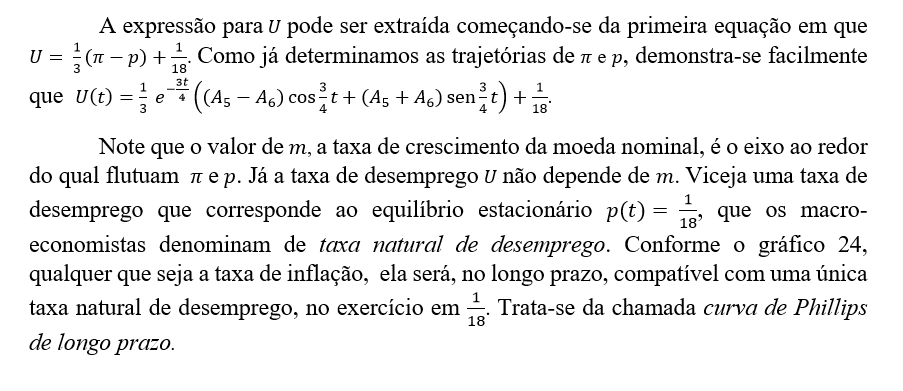 A expressão para U pode ser extraída começando-se da primeira equação em que
U = 1/3 (π − p) + 1/18. Como já determinamos as trajetórias de π e p, demonstra-se facilmente
que U(t) = 1/3 e^(−3t/4) ((A₅ − A₆) cos 3/4 t + (A₅ + A₆) sen 3/4 t) + 1/18.
Note que o valor de m, a taxa de crescimento da moeda nominal, é o eixo ao redor
do qual flutuam π e p. Já a taxa de desemprego U não depende de m. Viceja uma taxa de
desemprego que corresponde ao equilíbrio estacionário p(t) = 1/18, que os macro-
economistas denominam de taxa natural de desemprego. Conforme o gráfico 24,
qualquer que seja a taxa de inflação, ela será, no longo prazo, compatível com uma única
taxa natural de desemprego, no exercício em 1/18. Trata-se da chamada curva de Phillips
de longo prazo.